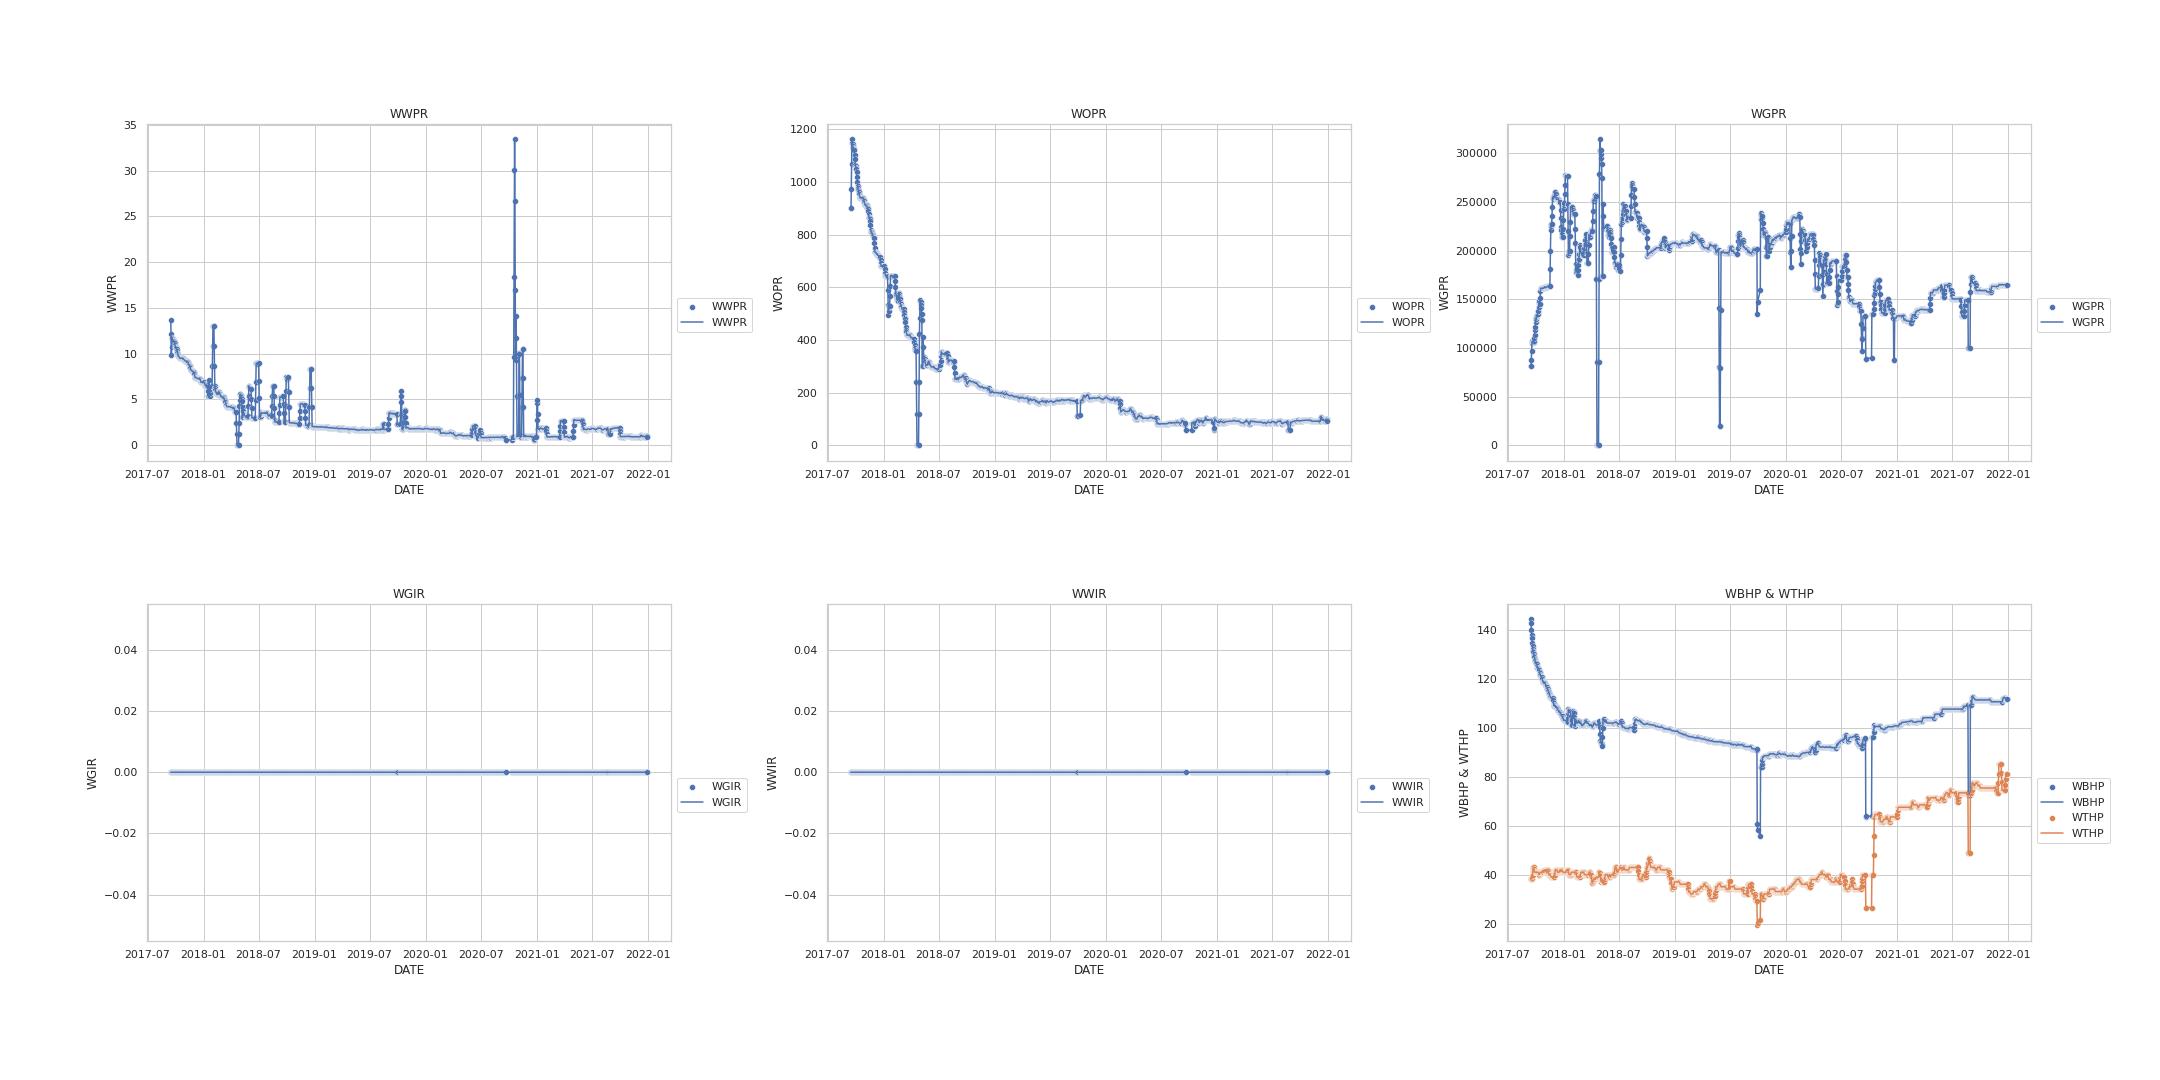 WWPR
35
30
25
20
15
10
5
0
WWPR
2017-07 2018-01 2018-07 2019-01 2019-07 2020-01 2020-07 2021-01 2021-07 2022-01
DATE
WWPR
WWPR
WOPR
1200
1000
800
600
400
200
0
WOPR
2017-07 2018-01 2018-07 2019-01 2019-07 2020-01 2020-07 2021-01 2021-07 2022-01
DATE
WOPR
WOPR
WGPR
300000
250000
200000
150000
100000
50000
0
WGPR
2017-07 2018-01 2018-07 2019-01 2019-07 2020-01 2020-07 2021-01 2021-07 2022-01
DATE
WGPR
WGPR
WGIR
0.04
0.02
0.00
−0.02
−0.04
WGIR
2017-07 2018-01 2018-07 2019-01 2019-07 2020-01 2020-07 2021-01 2021-07 2022-01
DATE
WGIR
WGIR
WWIR
0.04
0.02
0.00
−0.02
−0.04
WWIR
2017-07 2018-01 2018-07 2019-01 2019-07 2020-01 2020-07 2021-01 2021-07 2022-01
DATE
WWIR
WWIR
WBHP & WTHP
140
120
100
80
60
40
20
WBHP & WTHP
2017-07 2018-01 2018-07 2019-01 2019-07 2020-01 2020-07 2021-01 2021-07 2022-01
DATE
WBHP
WBHP
WTHP
WTHP